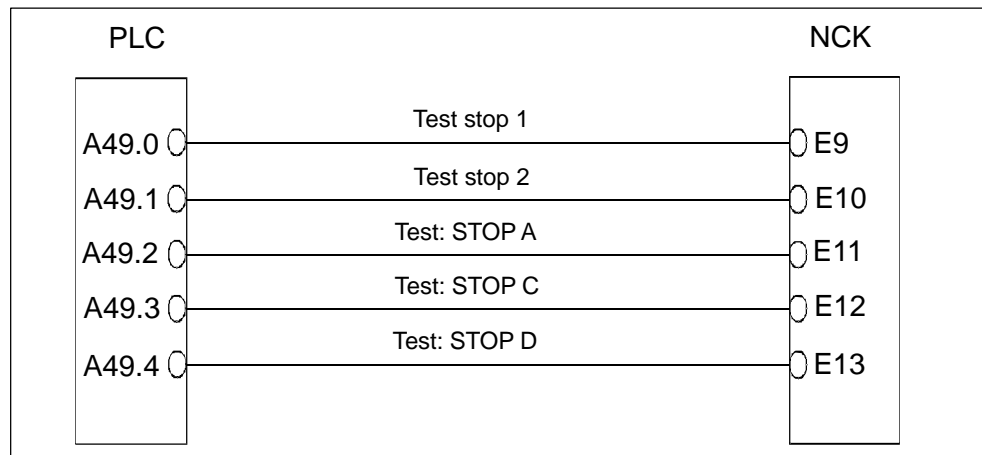 PLC NCK
A49.0 Test stop 1 E9
A49.1 Test stop 2 E10
A49.2 Test: STOP A E11
A49.3 Test: STOP C E12
A49.4 Test: STOP D E13